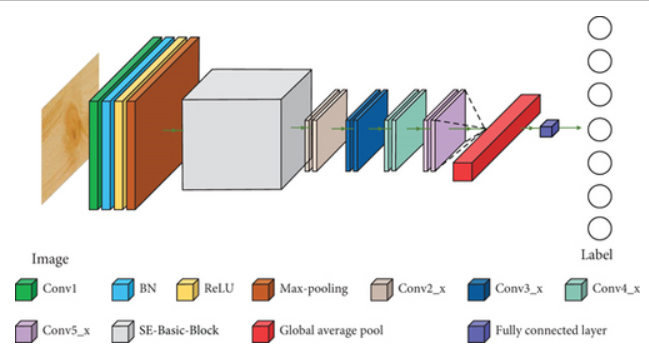 Image
Label
Conv1 BN ReLU Max-pooling Conv2_x Conv3_x Conv4_x
Conv5_x SE-Basic-Block Global average pool Fully connected layer